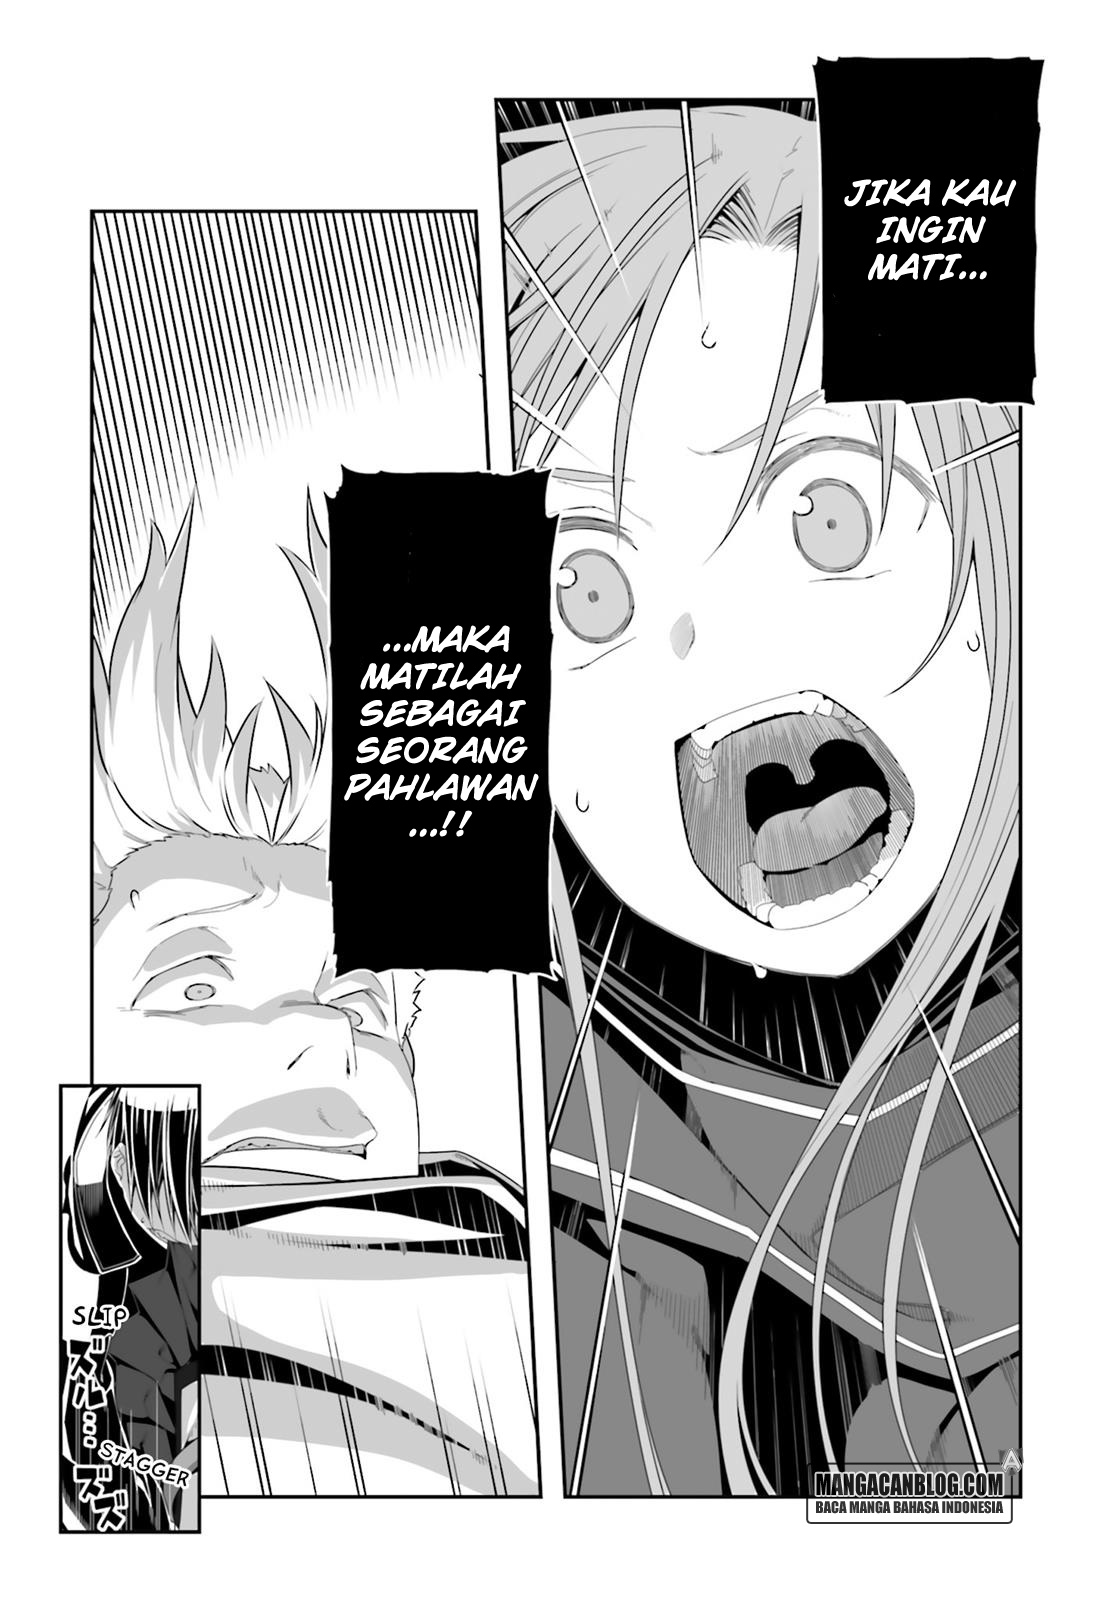 JIKA KAU
INGIN
MATI...
...MAKA
MATILAH
SEBAGAI
SEORANG
PAHLAWAN
...!!
SLIP
ズル...
STAGGER
ズズ
MANGACANBLOG.COM
BACA MANGA BAHASA INDONESIA